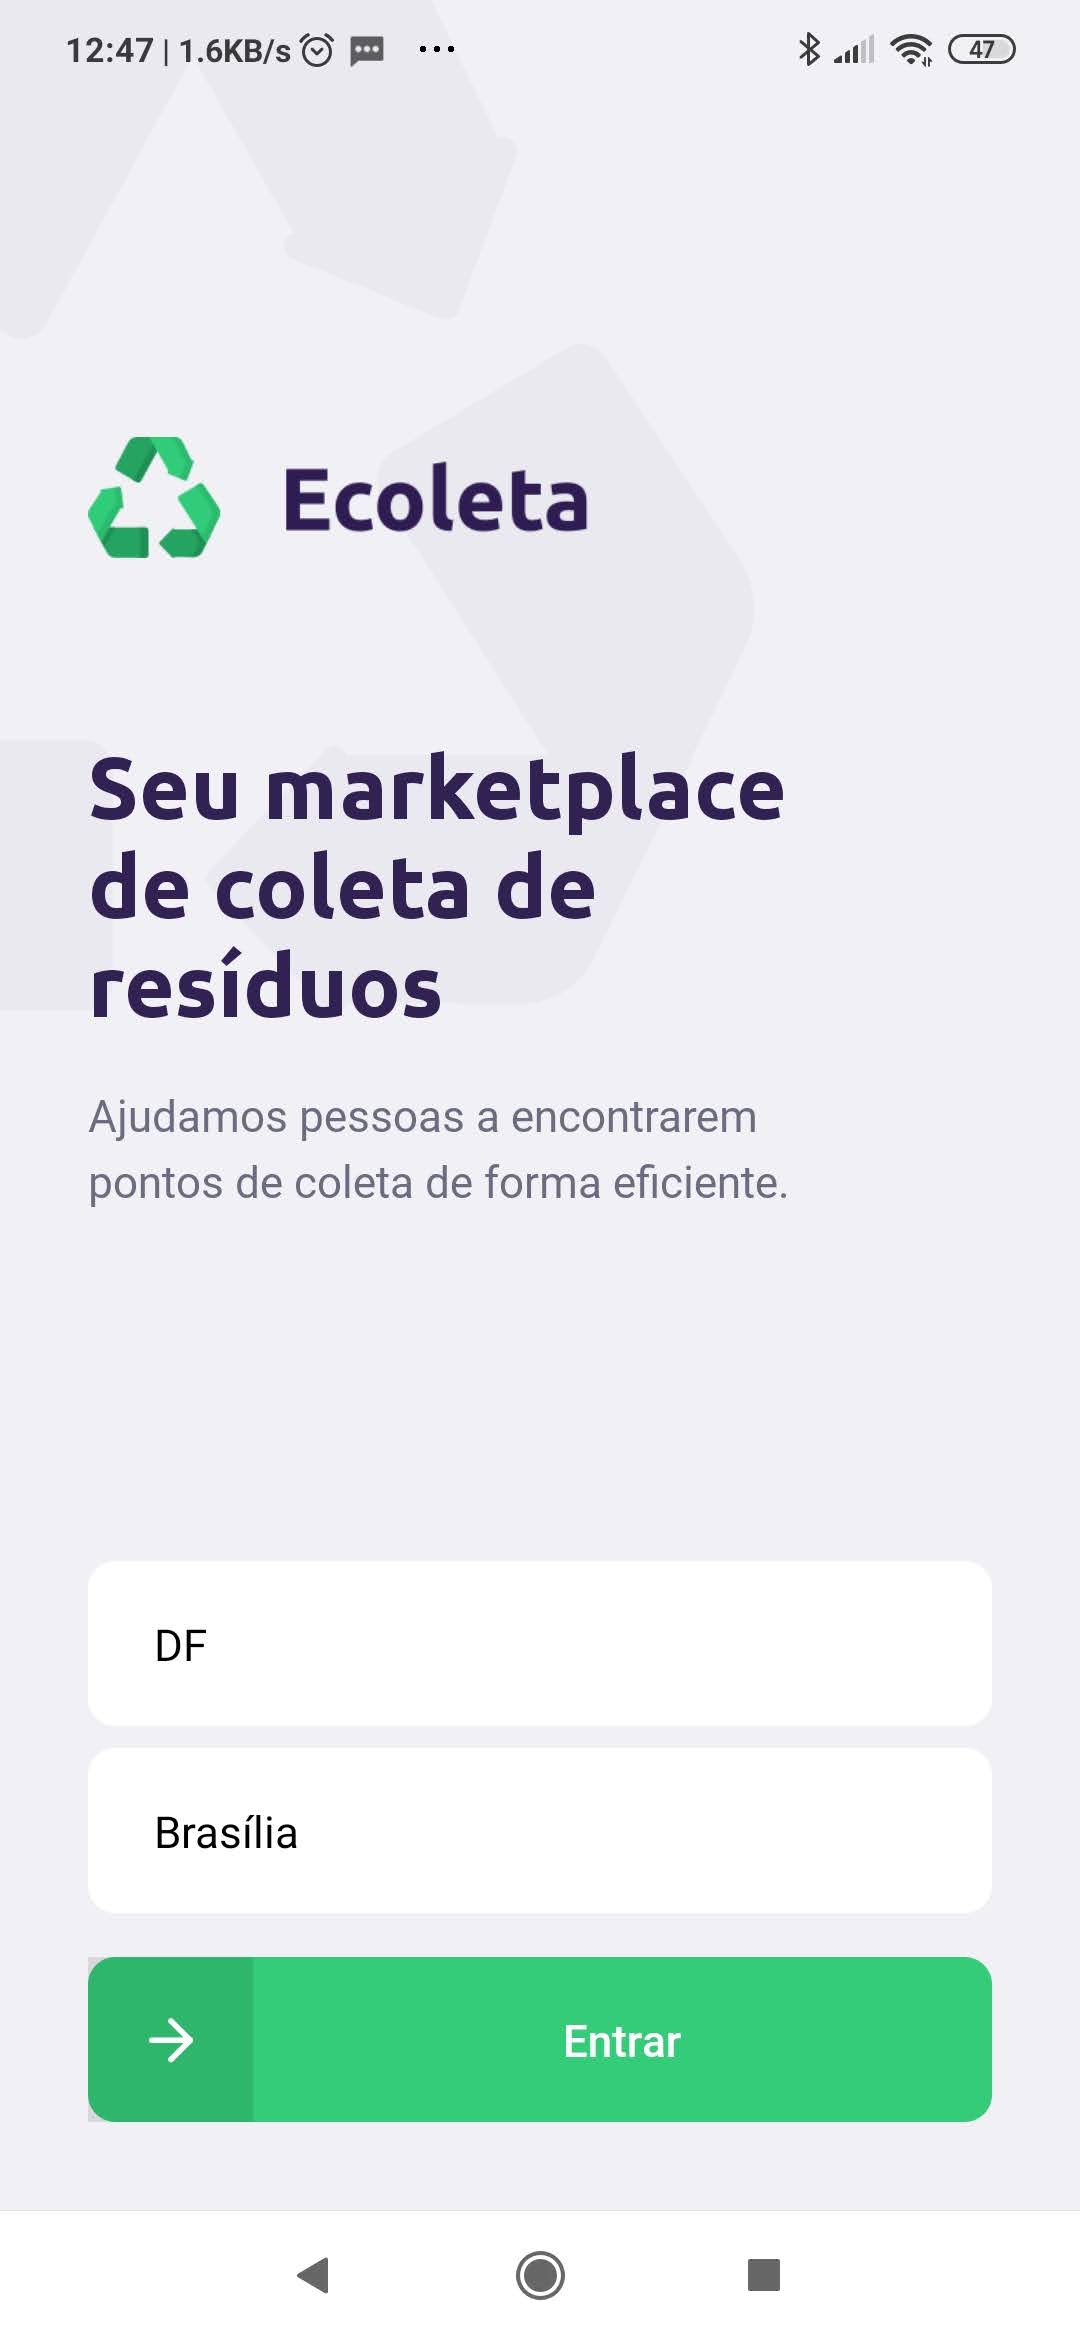 12:47 | 1.6KB/s ... 47
Ecoleta
Seu marketplace
de coleta de
resíduos
Ajudamos pessoas a encontrarem
pontos de coleta de forma eficiente.
DF
Brasília
Entrar